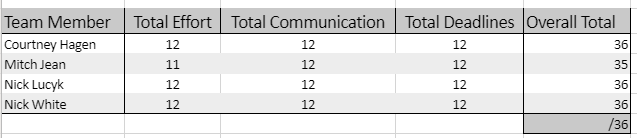 Team Member Total Effort Total Communication Total Deadlines Overall Total
Courtney Hagen 12 12 12 36
Mitch Jean 11 12 12 35
Nick Lucyk 12 12 12 36
Nick White 12 12 12 36
/36